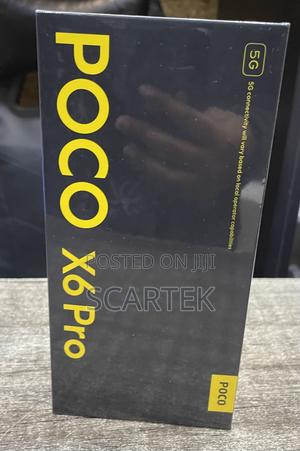 POCO X6 Pro
5G
5G connectivity will vary based on local operator capabilities
POSTED ON JIJI
SCARTEK
POCO